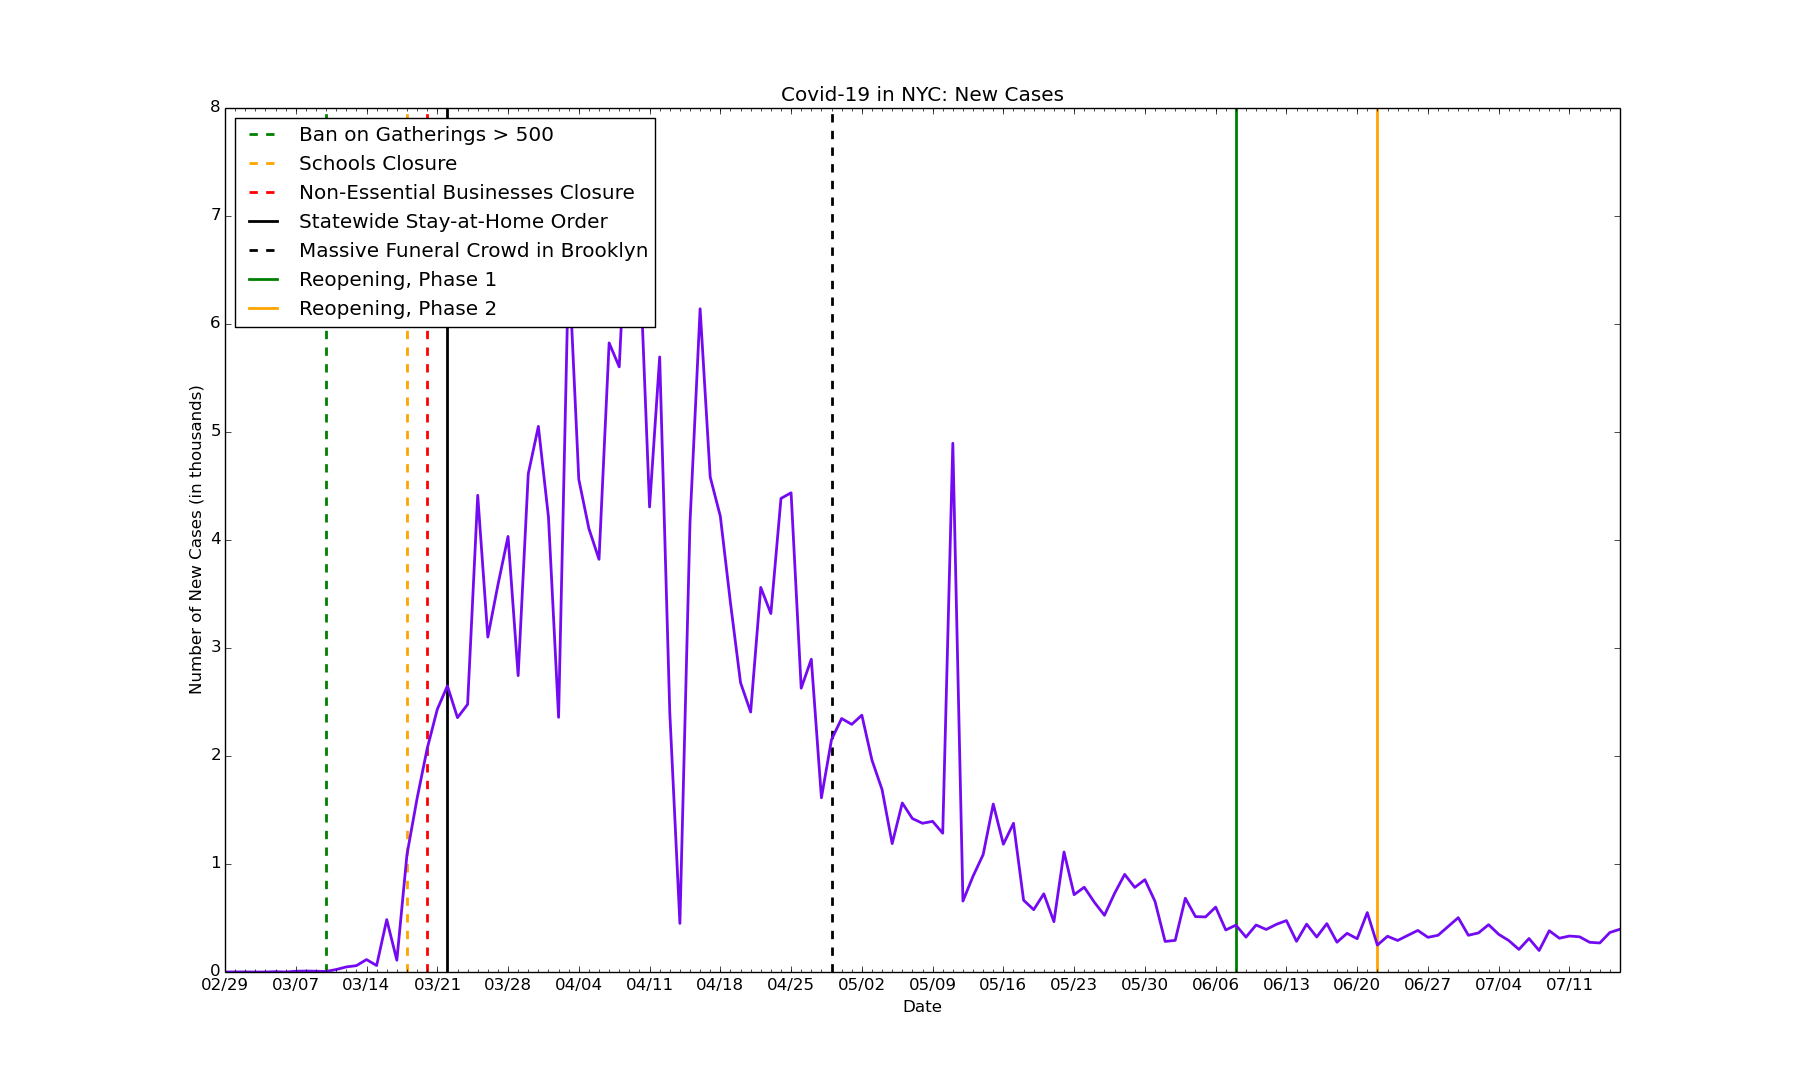 Covid-19 in NYC: New Cases
8
7
6
5
4
3
2
1
0
Number of New Cases (in thousands)
Ban on Gatherings > 500
Schools Closure
Non-Essential Businesses Closure
Statewide Stay-at-Home Order
Massive Funeral Crowd in Brooklyn
Reopening, Phase 1
Reopening, Phase 2
02/29 03/07 03/14 03/21 03/28 04/04 04/11 04/18 04/25 05/02 05/09 05/16 05/23 05/30 06/06 06/13 06/20 06/27 07/04 07/11
Date